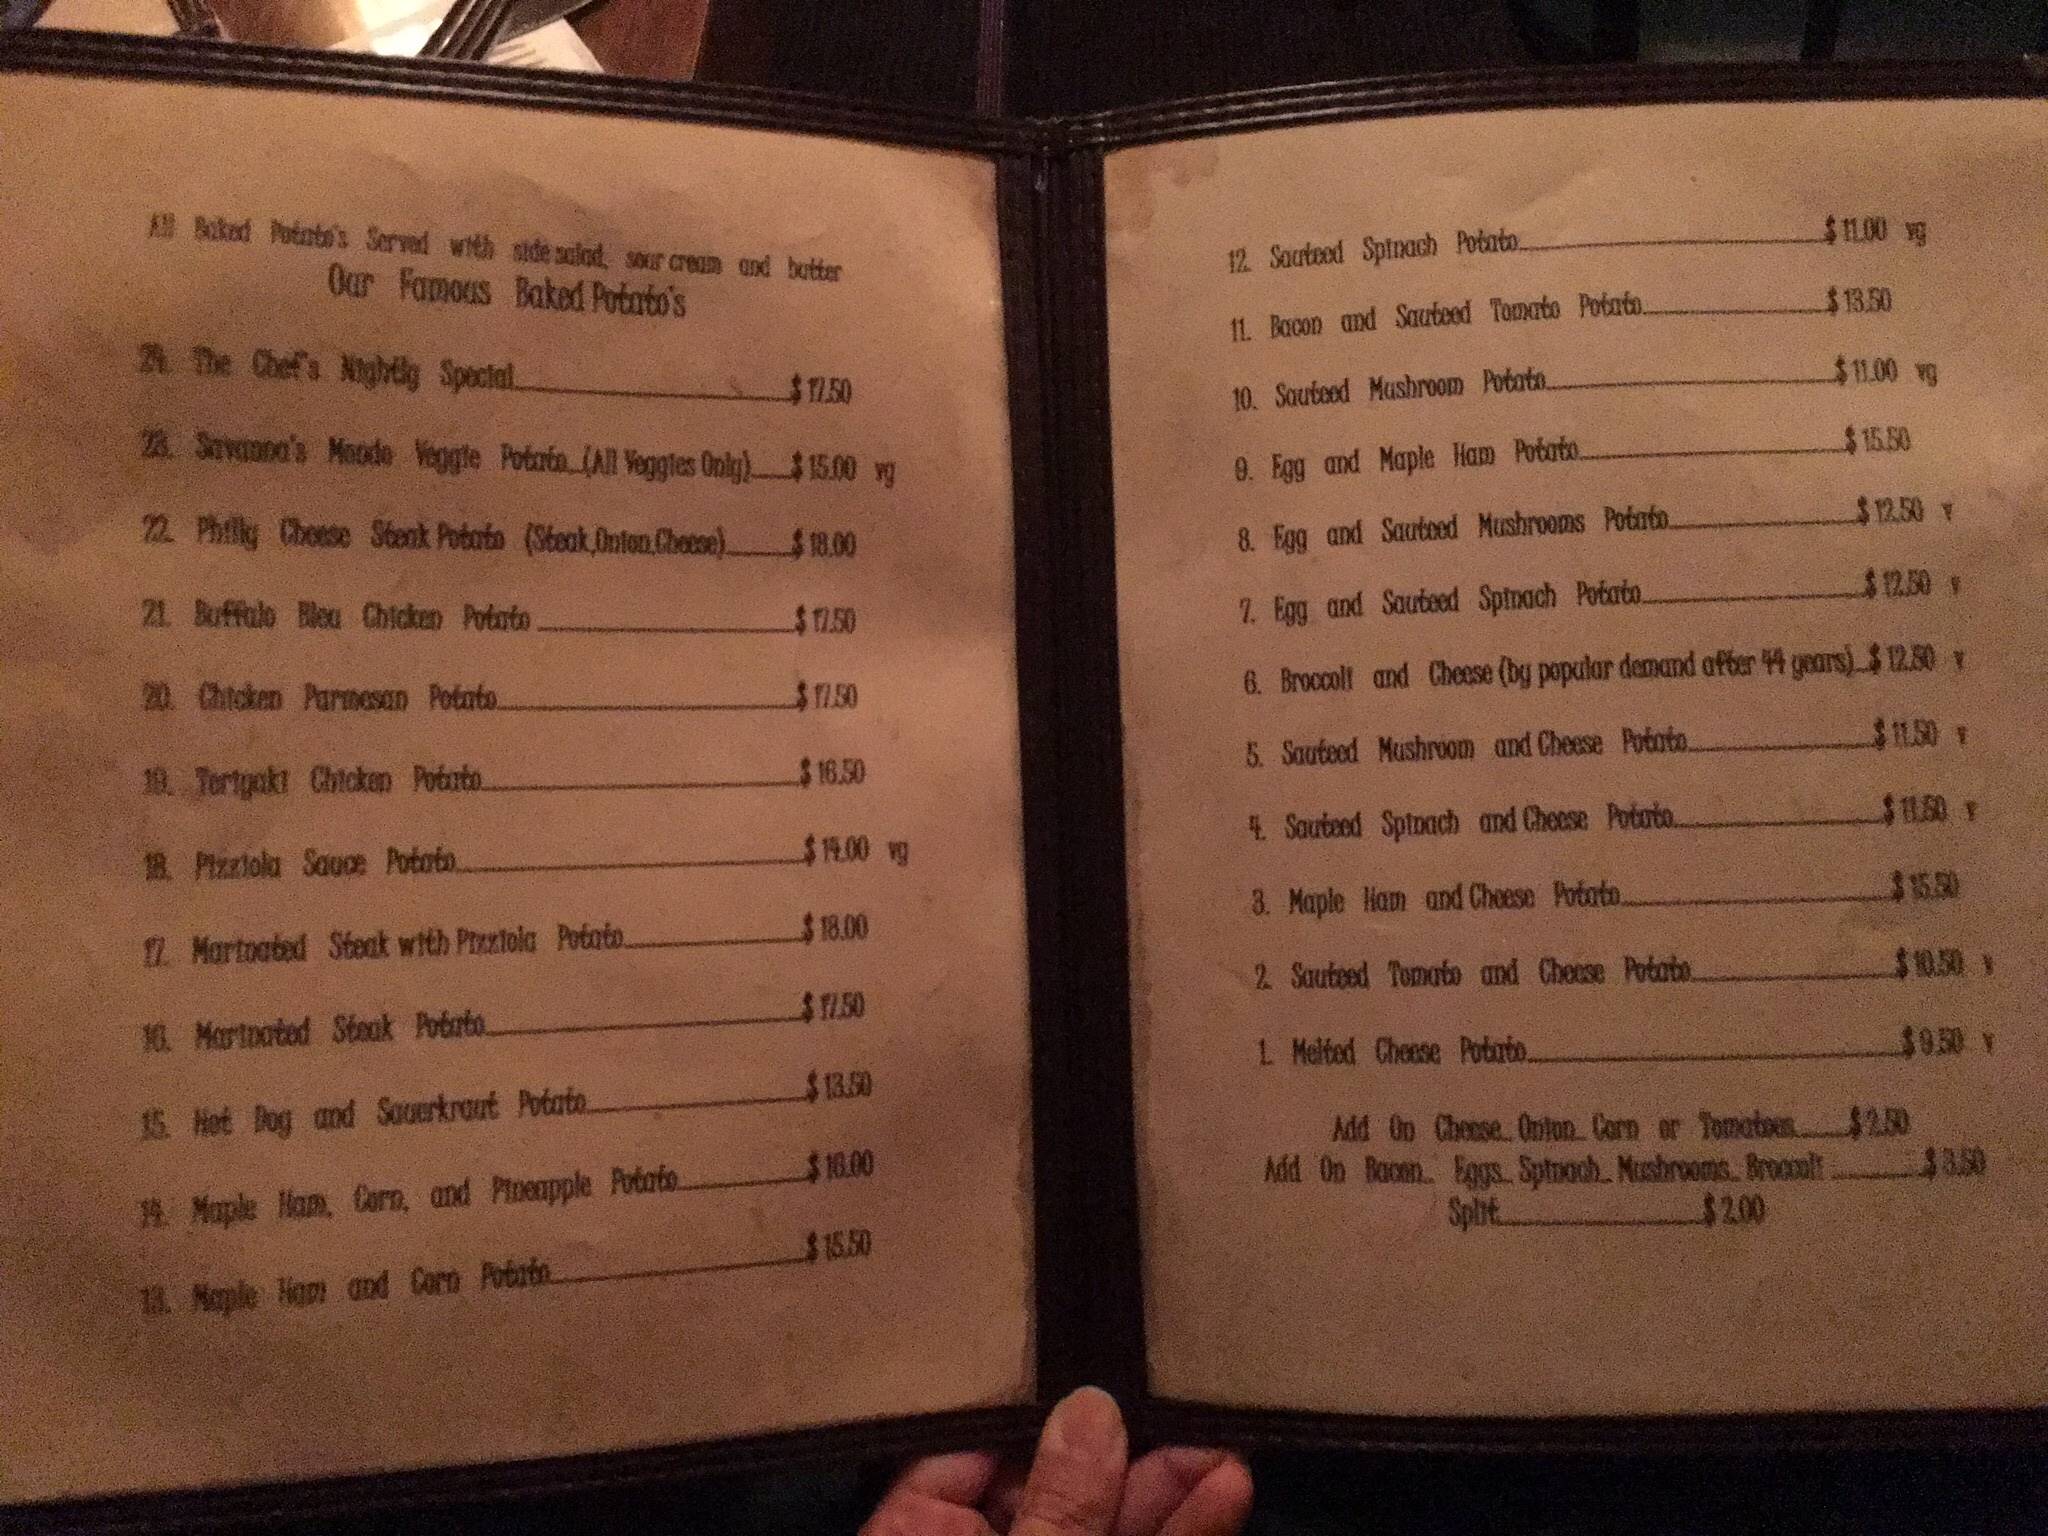 All Baked Potato's Served with side salad, sour cream and butter
Our Famous Baked Potato's
24. The Chef's Nightly Special $ 17.50
23. Savanna's Mondo Veggie Potato (All Veggies Only) $ 15.00 vg
22. Philly Cheese Steak Potato (Steak,Onion,Cheese) $ 18.00
21. Buffalo Bleu Chicken Potato $ 17.50
20. Chicken Parmesan Potato $ 17.50
19. Teriyaki Chicken Potato $ 16.50
18. Pizziola Sauce Potato $ 14.00 vg
17. Marinated Steak with Pizziola Potato $ 18.00
16. Marinated Steak Potato $ 17.50
15. Hot Dog and Sauerkraut Potato $ 13.50
14. Maple Ham, Corn, and Pineapple Potato $ 16.00
13. Maple Ham and Corn Potato $ 15.50
12. Sauteed Spinach Potato $ 11.00 vg
11. Bacon and Sauteed Tomato Potato $ 13.50
10. Sauteed Mushroom Potato $ 11.00 vg
9. Egg and Maple Ham Potato $ 15.50
8. Egg and Sauteed Mushrooms Potato $ 12.50 v
7. Egg and Sauteed Spinach Potato $ 12.50 v
6. Broccoli and Cheese (by popular demand after 44 years) $ 12.50 v
5. Sauteed Mushroom and Cheese Potato $ 11.50 v
4. Sauteed Spinach and Cheese Potato $ 11.50 v
3. Maple Ham and Cheese Potato $ 15.50
2. Sauteed Tomato and Cheese Potato $ 10.50 v
1. Melted Cheese Potato $ 9.50 v
Add On Cheese.. Onion.. Corn or Tomatoes $ 2.50
Add On Bacon.. Eggs.. Spinach.. Mushrooms.. Broccoli $ 3.50
Split $ 2.00